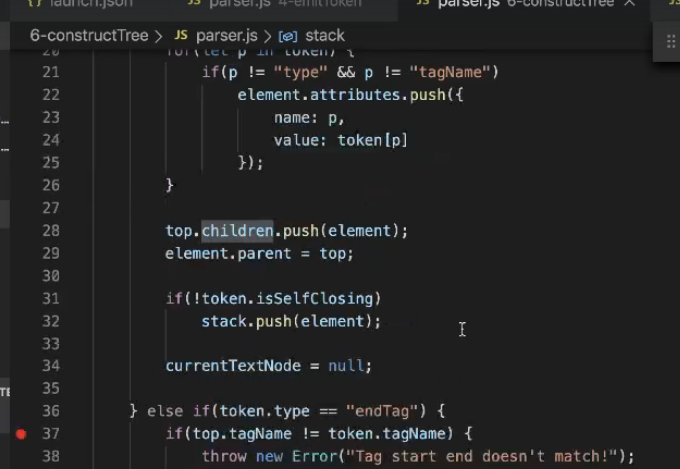 launch.json JS parser.js 4-emitToken parser.js 6-constructTree
6-constructTree > JS parser.js > stack
20 for(let p in token) {
21 if(p != "type" && p != "tagName")
22 element.attributes.push({
23 name: p,
24 value: token[p]
25 });
26 }
27
28 top.children.push(element);
29 element.parent = top;
30
31 if(!token.isSelfClosing)
32 stack.push(element);
33
34 currentTextNode = null;
35
36 } else if(token.type == "endTag") {
37 if(top.tagName != token.tagName) {
38 throw new Error("Tag start end doesn't match!");